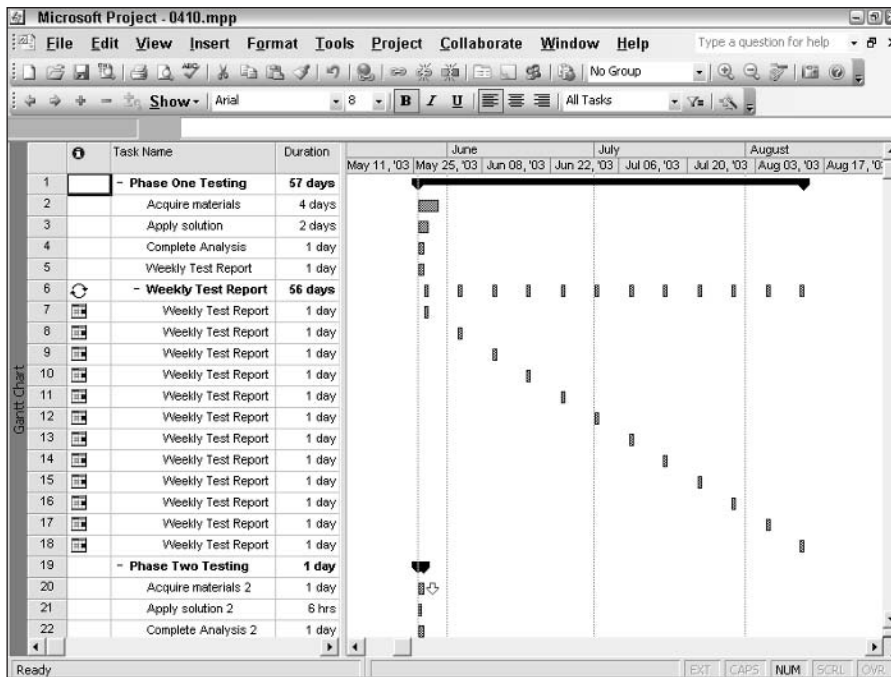 Microsoft Project - 0410.mpp
File Edit View Insert Format Tools Project Collaborate Window Help Type a question for help
No Group
Show Arial 8 B I U All Tasks
Task Name Duration June July August
May 11, '03 May 25, '03 Jun 08, '03 Jun 22, '03 Jul 06, '03 Jul 20, '03 Aug 03, '03 Aug 17, '0
1 - Phase One Testing 57 days
2 Acquire materials 4 days
3 Apply solution 2 days
4 Complete Analysis 1 day
5 Weekly Test Report 1 day
6 - Weekly Test Report 56 days
7 Weekly Test Report 1 day
8 Weekly Test Report 1 day
9 Weekly Test Report 1 day
10 Weekly Test Report 1 day
11 Weekly Test Report 1 day
12 Weekly Test Report 1 day
13 Weekly Test Report 1 day
14 Weekly Test Report 1 day
15 Weekly Test Report 1 day
16 Weekly Test Report 1 day
17 Weekly Test Report 1 day
18 Weekly Test Report 1 day
19 - Phase Two Testing 1 day
20 Acquire materials 2 1 day
21 Apply solution 2 6 hrs
22 Complete Analysis 2 1 day
Gantt Chart
Ready EXT CAPS NUM SCRL OVR